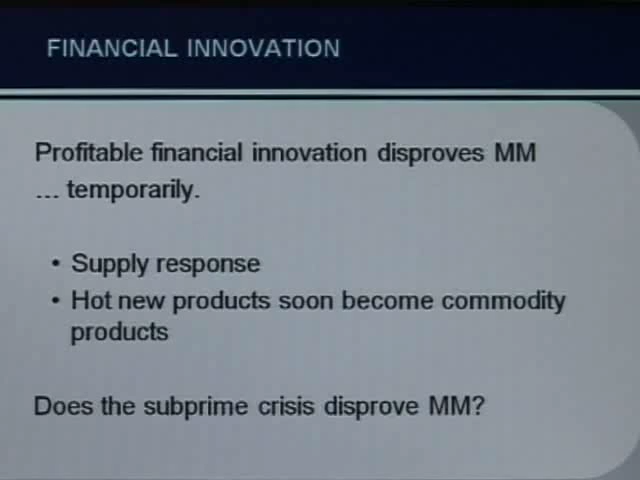 FINANCIAL INNOVATION
Profitable financial innovation disproves MM
... temporarily.
• Supply response
• Hot new products soon become commodity
products
Does the subprime crisis disprove MM?